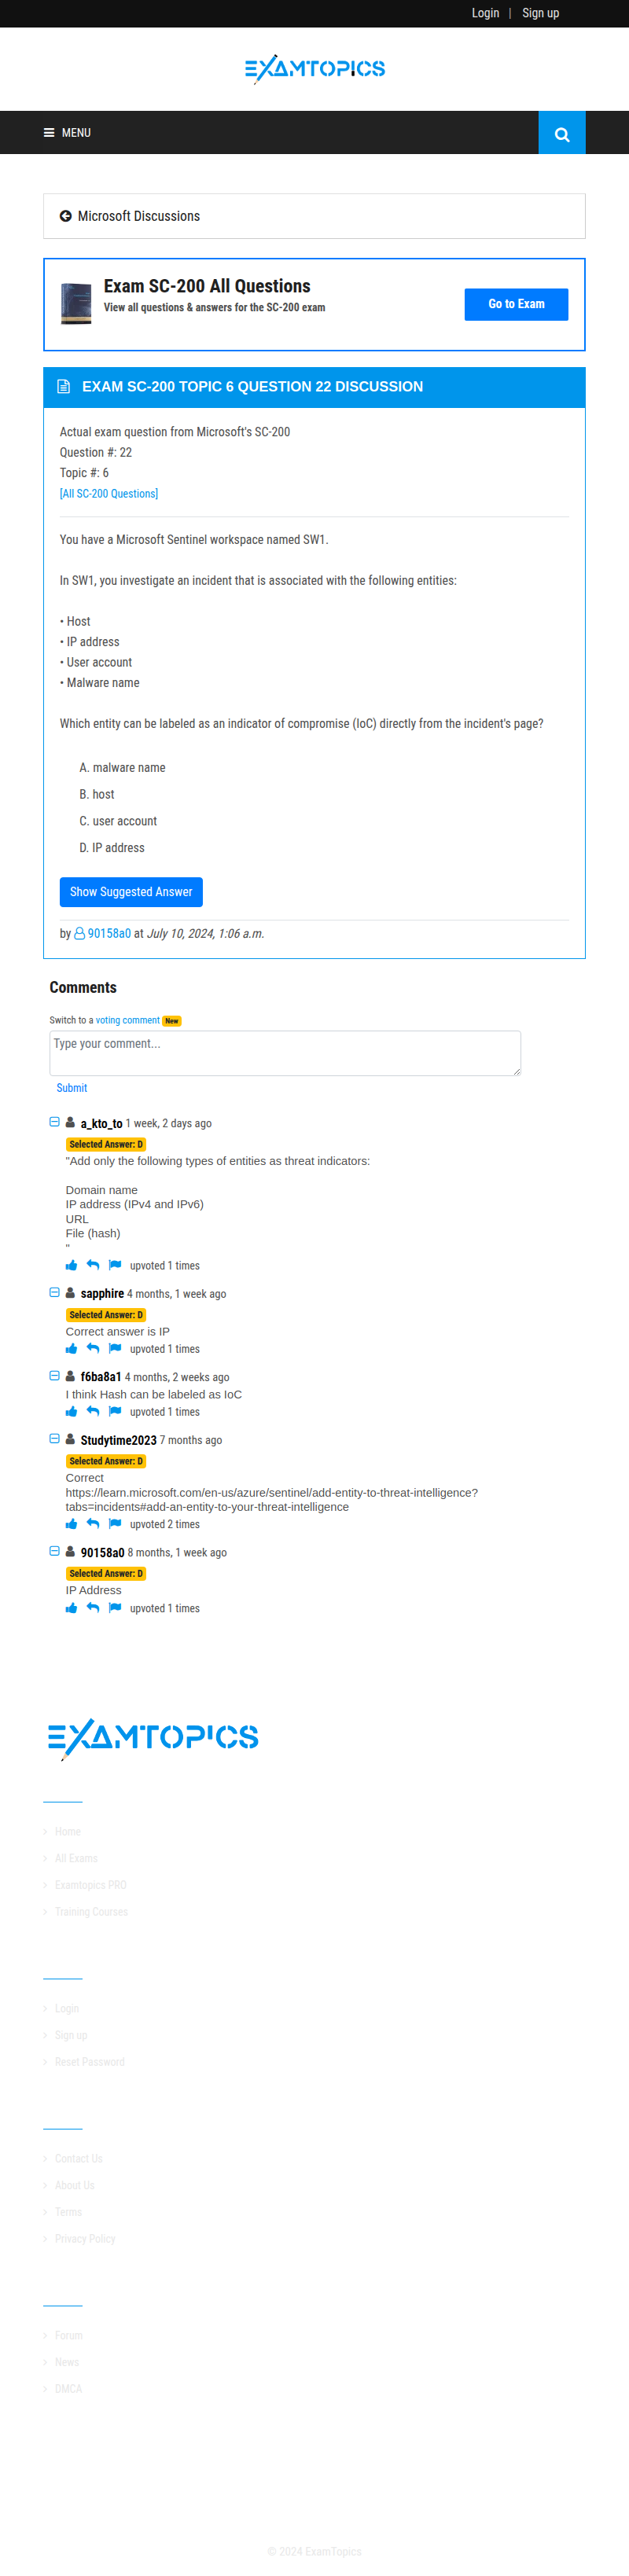 Login | Sign up
EXAMTOPICS
MENU
Microsoft Discussions
Exam SC-200 All Questions
View all questions & answers for the SC-200 exam
Go to Exam
EXAM SC-200 TOPIC 6 QUESTION 22 DISCUSSION
Actual exam question from Microsoft's SC-200
Question #: 22
Topic #: 6
[All SC-200 Questions]
You have a Microsoft Sentinel workspace named SW1.
In SW1, you investigate an incident that is associated with the following entities:
• Host
• IP address
• User account
• Malware name
Which entity can be labeled as an indicator of compromise (IoC) directly from the incident's page?
A. malware name
B. host
C. user account
D. IP address
Show Suggested Answer
by 90158a0 at July 10, 2024, 1:06 a.m.
Comments
Switch to a voting comment New
Type your comment...
Submit
a_kto_to 1 week, 2 days ago
Selected Answer: D
"Add only the following types of entities as threat indicators:
Domain name
IP address (IPv4 and IPv6)
URL
File (hash)
"
upvoted 1 times
sapphire 4 months, 1 week ago
Selected Answer: D
Correct answer is IP
upvoted 1 times
f6ba8a1 4 months, 2 weeks ago
I think Hash can be labeled as IoC
upvoted 1 times
Studytime2023 7 months ago
Selected Answer: D
Correct
https://learn.microsoft.com/en-us/azure/sentinel/add-entity-to-threat-intelligence?
tabs=incidents#add-an-entity-to-your-threat-intelligence
upvoted 2 times
90158a0 8 months, 1 week ago
Selected Answer: D
IP Address
upvoted 1 times
EXAMTOPICS
Home
All Exams
Examtopics PRO
Training Courses
Login
Sign up
Reset Password
Contact Us
About Us
Terms
Privacy Policy
Forum
News
DMCA
© 2024 ExamTopics